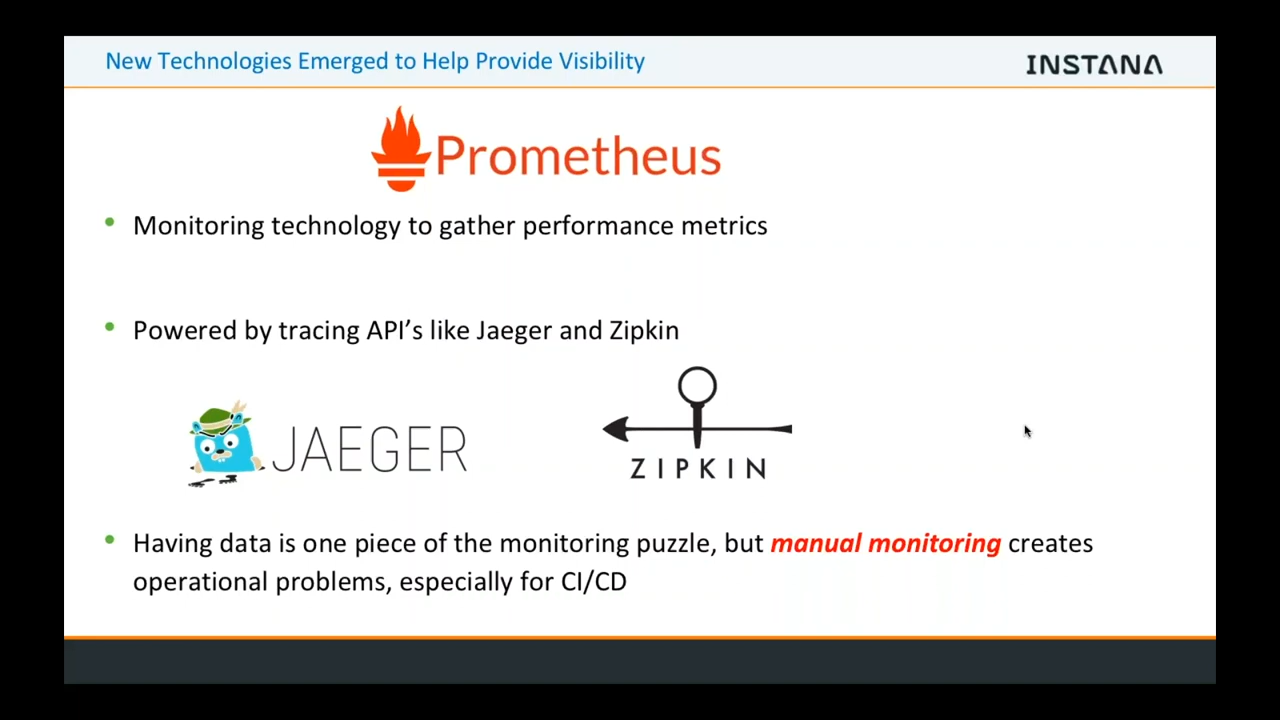 New Technologies Emerged to Help Provide Visibility
INSTANA
Prometheus
Monitoring technology to gather performance metrics
Powered by tracing API’s like Jaeger and Zipkin
JAEGER
ZIPKIN
Having data is one piece of the monitoring puzzle, but manual monitoring creates
operational problems, especially for CI/CD